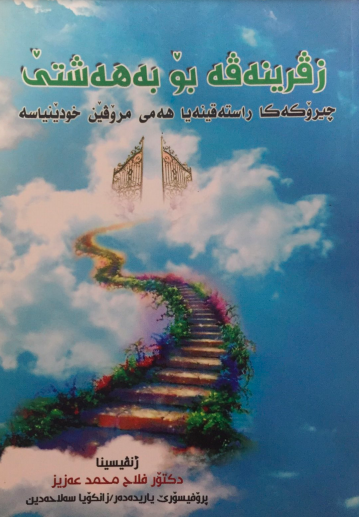 زڤرینەڤە بۆ بەهەشتێ
چیرۆکەکا راستەقینەیا هەمی مرۆڤێن خودێنیاسە
ژنڤیسینا
دکتۆر فلاح محمد عەزیز
پرۆفیسۆرێ یاریدەدەر/زانکۆیا سەلاحەدین